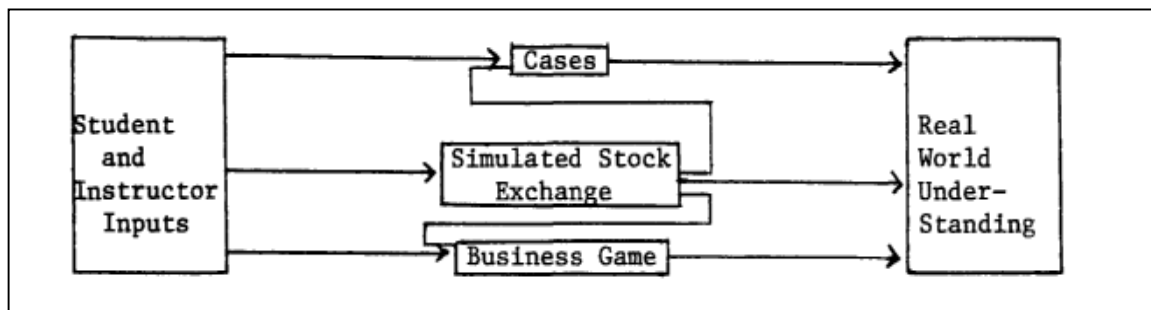 Cases
Student
and
Instructor
Inputs
Simulated Stock
Exchange
Business Game
Real
World
Under-
Standing